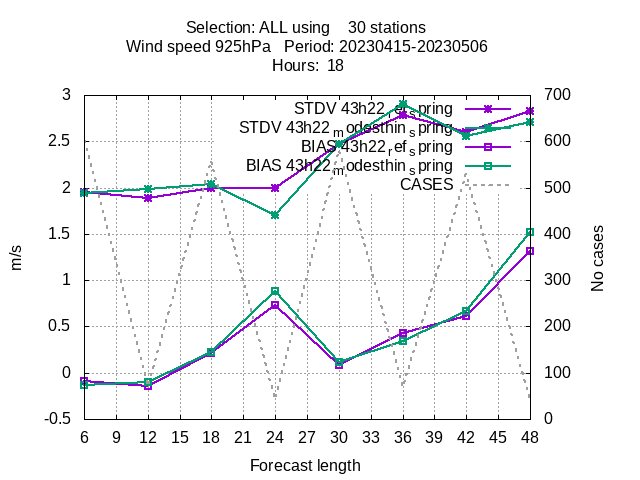 Selection: ALL using    30 stations
Wind speed 925hPa   Period: 20230415-20230506
Hours:  18
3
2.5
2
1.5
1
0.5
0
-0.5
m/s
STDV 43h22_ref_spring
STDV 43h22_modesthin_spring
BIAS 43h22_ref_spring
BIAS 43h22_modesthin_spring
CASES
700
600
500
400
300
200
100
0
No cases
6 9 12 15 18 21 24 27 30 33 36 39 42 45 48
Forecast length